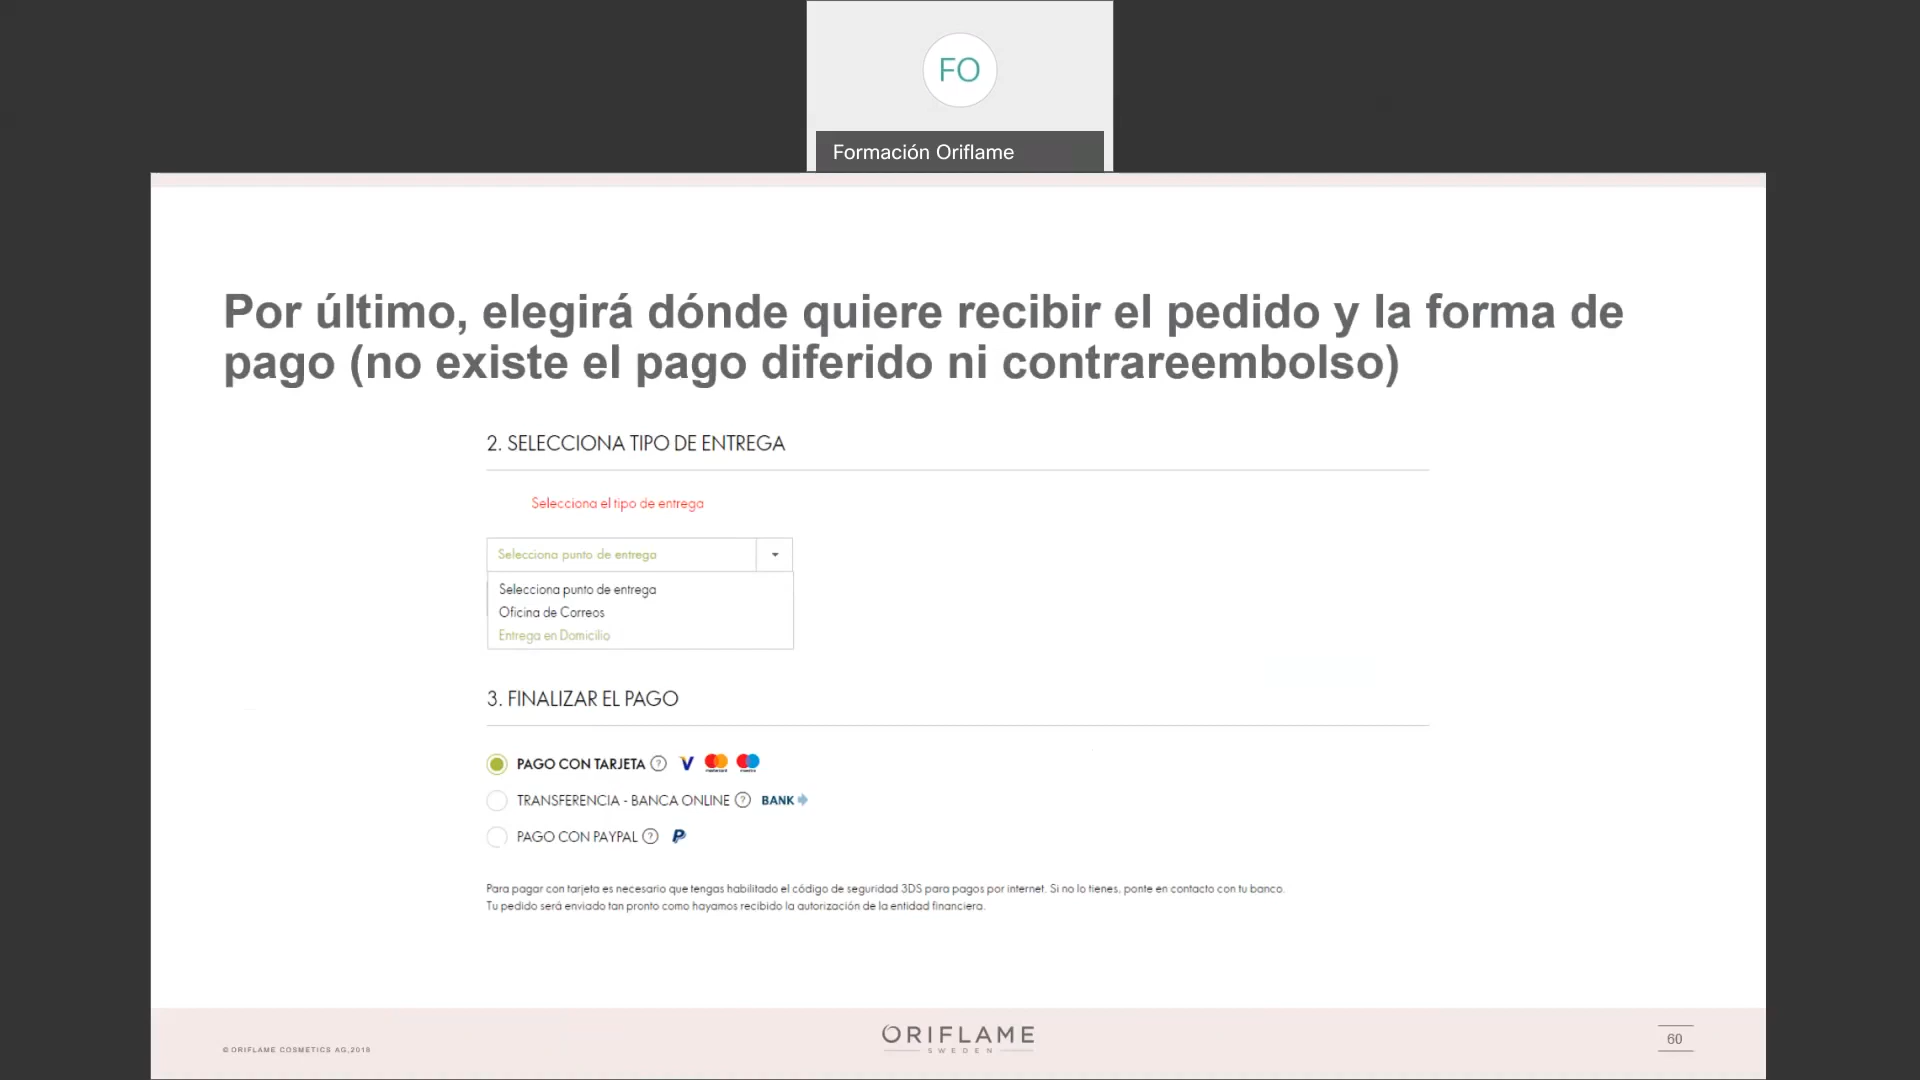 FO
Formación Oriflame
Por último, elegirá dónde quiere recibir el pedido y la forma de
pago (no existe el pago diferido ni contrareembolso)
2. SELECCIONA TIPO DE ENTREGA
Selecciona el tipo de entrega
Selecciona punto de entrega
Selecciona punto de entrega
Oficina de Correos
Entrega en Domicilio
3. FINALIZAR EL PAGO
PAGO CON TARJETA ? V mastercard maestro
TRANSFERENCIA - BANCA ONLINE ? BANK
PAGO CON PAYPAL ? P
Para pagar con tarjeta es necesario que tengas habilitado el código de seguridad 3DS para pagos por internet. Si no lo tienes, ponte en contacto con tu banco.
Tu pedido será enviado tan pronto como hayamos recibido la autorización de la entidad financiera.
© ORIFLAME COSMETICS AG,2018
ORIFLAME
SWEDEN
60